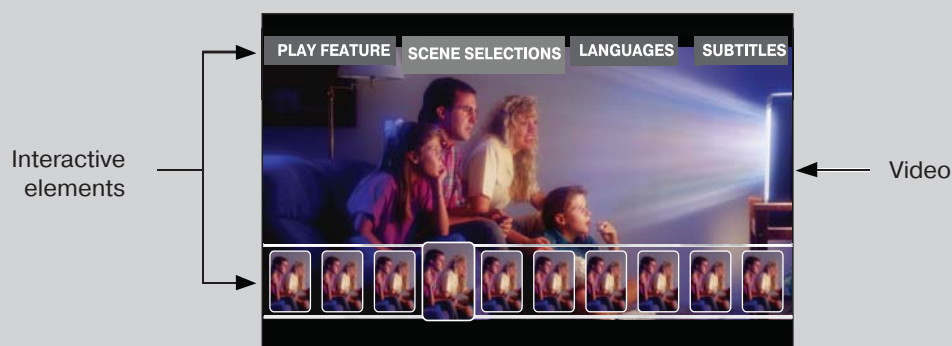 PLAY FEATURE SCENE SELECTIONS LANGUAGES SUBTITLES
Interactive
elements
Video